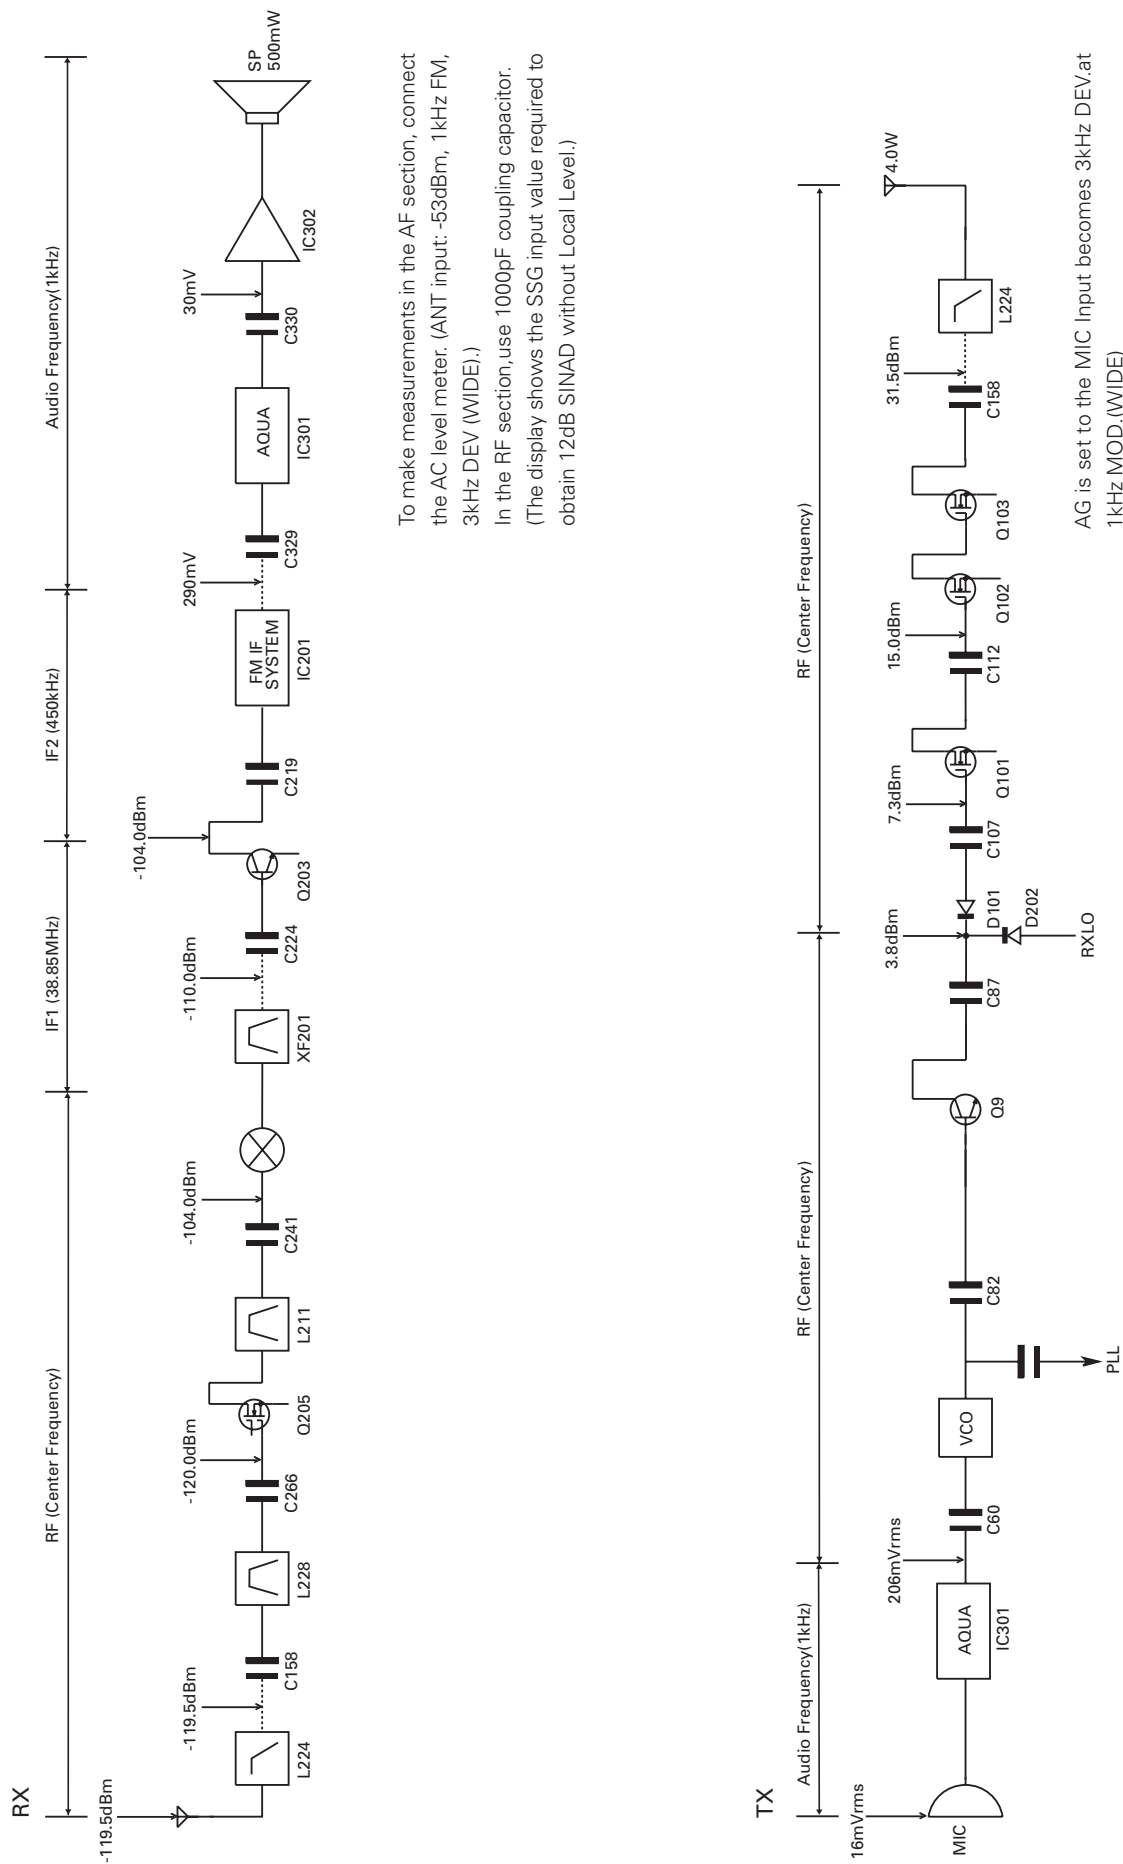 RX
RF (Center Frequency)
IF1 (38.85MHz)
IF2 (450kHz)
Audio Frequency(1kHz)
-119.5dBm
-119.5dBm
-120.0dBm
-104.0dBm
-110.0dBm
-104.0dBm
290mV
30mV
SP
500mW
FM IF
SYSTEM
AQUA
L224
C158
L228
C266
Q205
L211
C241
XF201
C224
Q203
C219
IC201
C329
IC301
C330
IC302
To make measurements in the AF section, connect
the AC level meter. (ANT input: -53dBm, 1kHz FM,
3kHz DEV (WIDE).)
In the RF section,use 1000pF coupling capacitor.
(The display shows the SSG input value required to
obtain 12dB SINAD without Local Level.)
TX
Audio Frequency(1kHz)
RF (Center Frequency)
RF (Center Frequency)
16mVrms
206mVrms
3.8dBm
7.3dBm
15.0dBm
31.5dBm
4.0W
MIC
AQUA
IC301
C60
VCO
PLL
C82
Q9
C87
D101
D202
RXLO
C107
Q101
C112
Q102
Q103
C158
L224
AG is set to the MIC Input becomes 3kHz DEV.at
1kHz MOD.(WIDE)